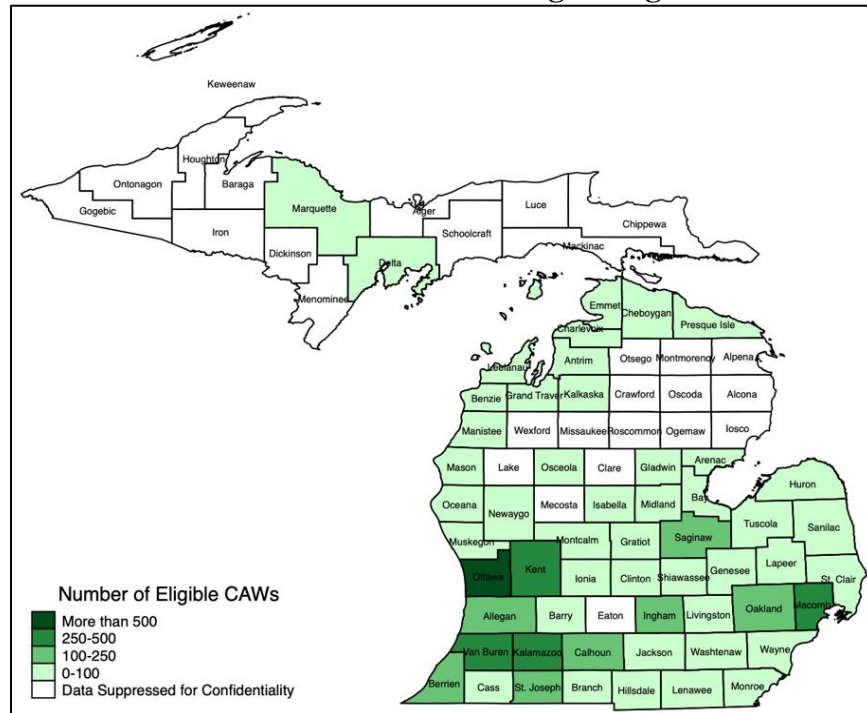 Keweenaw
Houghton
Ontonagon
Baraga
Gogebic
Marquette
Alger
Luce
Chippewa
Iron
Schoolcraft
Mackinac
Dickinson
Delta
Menominee
Emmet
Cheboygan
Presque Isle
Charlevoix
Antrim
Otsego
Montmorency
Alpena
Leelanau
Benzie
Grand Traver
Kalkaska
Crawford
Oscoda
Alcona
Manistee
Wexford
Missaukee
Roscommon
Ogemaw
Iosco
Mason
Lake
Osceola
Clare
Gladwin
Arenac
Huron
Oceana
Newaygo
Mecosta
Isabella
Midland
Bay
Tuscola
Sanilac
Muskegon
Montcalm
Gratiot
Saginaw
Ottawa
Kent
Ionia
Clinton
Shiawassee
Genesee
Lapeer
St. Clair
Allegan
Barry
Eaton
Ingham
Livingston
Oakland
Macomb
Van Buren
Kalamazoo
Calhoun
Jackson
Washtenaw
Wayne
Berrien
Cass
St. Joseph
Branch
Hillsdale
Lenawee
Monroe
Number of Eligible CAWs
More than 500
250-500
100-250
0-100
Data Suppressed for Confidentiality